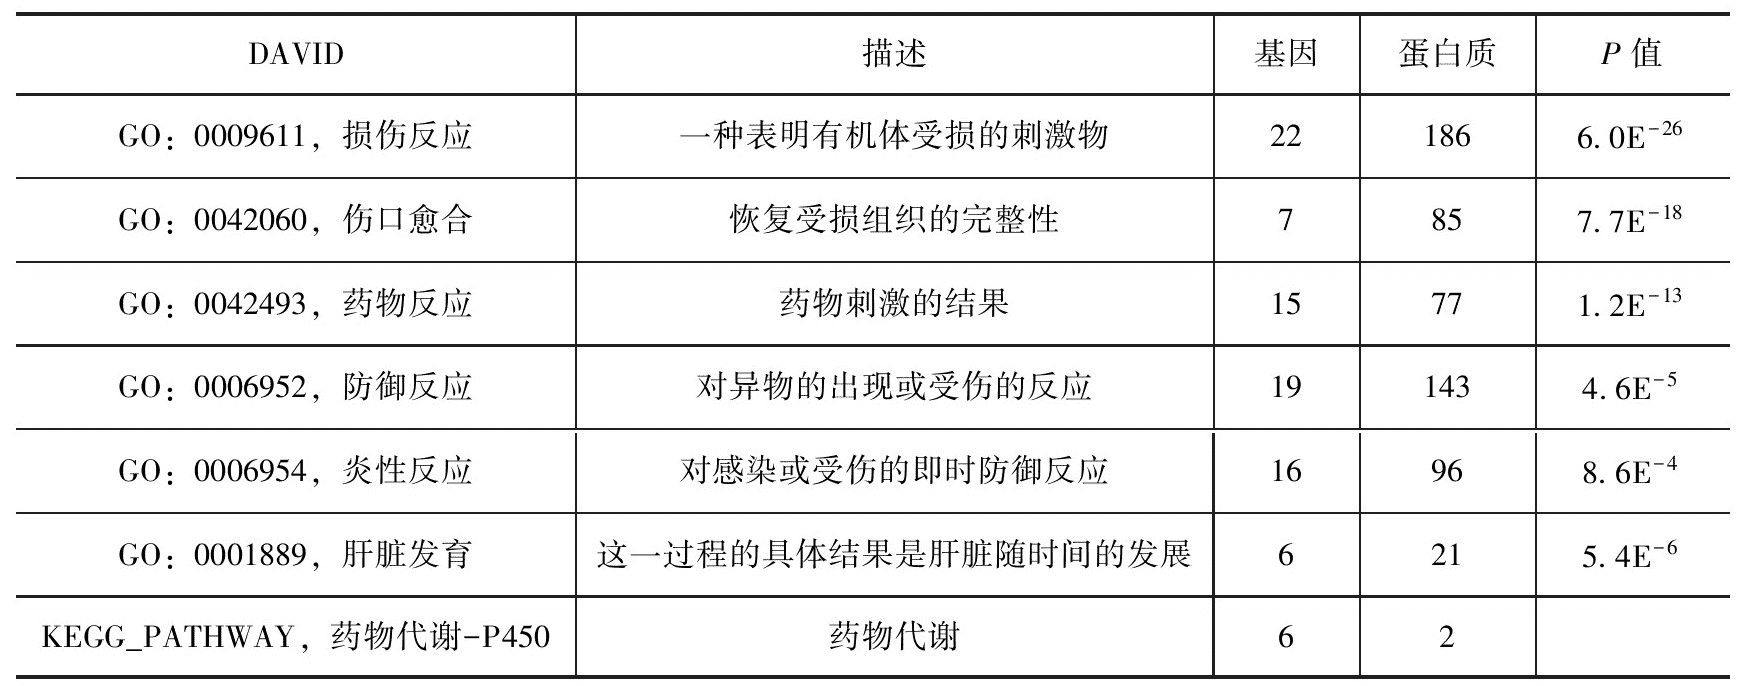 DAVID 描述 基因 蛋白质 P 值
GO：0009611，损伤反应 一种表明有机体受损的刺激物 22 186 6.0E⁻²⁶
GO：0042060，伤口愈合 恢复受损组织的完整性 7 85 7.7E⁻¹⁸
GO：0042493，药物反应 药物刺激的结果 15 77 1.2E⁻¹³
GO：0006952，防御反应 对异物的出现或受伤的反应 19 143 4.6E⁻⁵
GO：0006954，炎性反应 对感染或受伤的即时防御反应 16 96 8.6E⁻⁴
GO：0001889，肝脏发育 这一过程的具体结果是肝脏随时间的发展 6 21 5.4E⁻⁶
KEGG_PATHWAY，药物代谢-P450 药物代谢 6 2